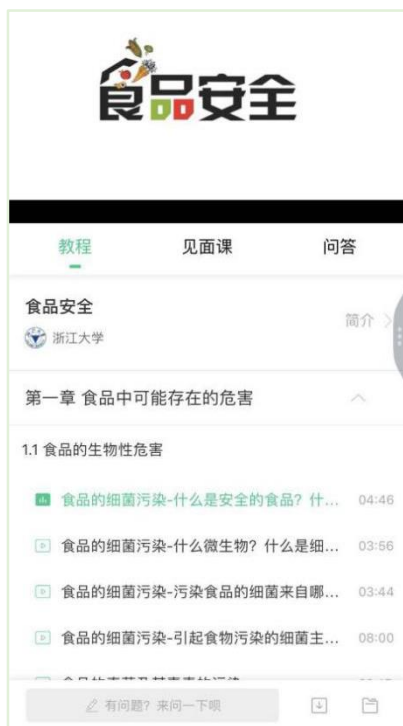 食品安全
教程 见面课 问答
食品安全
简介
浙江大学
第一章 食品中可能存在的危害
1.1 食品的生物性危害
食品的细菌污染-什么是安全的食品？什... 04:46
食品的细菌污染-什么微生物？什么是细... 03:56
食品的细菌污染-污染食品的细菌来自哪... 03:44
食品的细菌污染-引起食物污染的细菌主... 08:00
有问题？来问一下呗